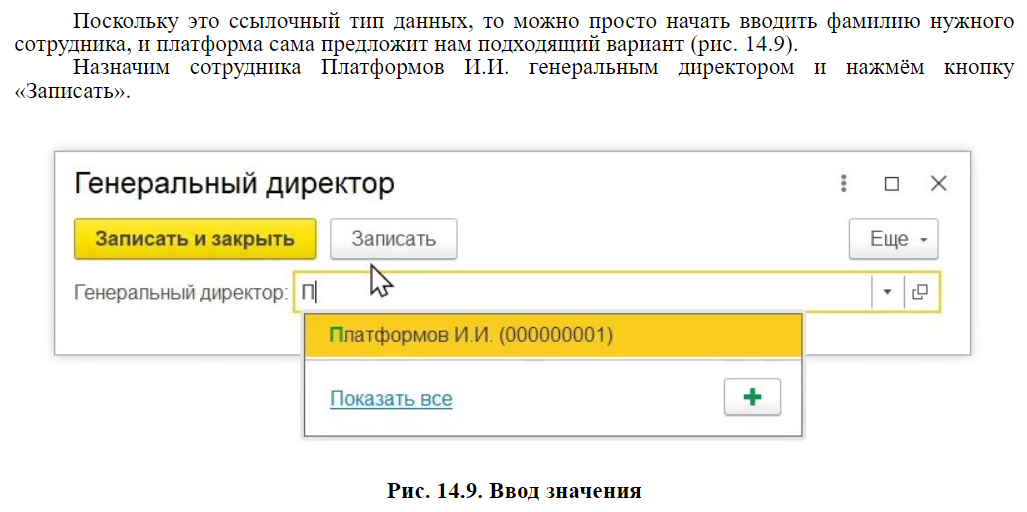 Поскольку это ссылочный тип данных, то можно просто начать вводить фамилию нужного
сотрудника, и платформа сама предложит нам подходящий вариант (рис. 14.9).
Назначим сотрудника Платформов И.И. генеральным директором и нажмём кнопку
«Записать».
Генеральный директор
Записать и закрыть Записать Еще
Генеральный директор: П
Платформов И.И. (000000001)
Показать все
Рис. 14.9. Ввод значения